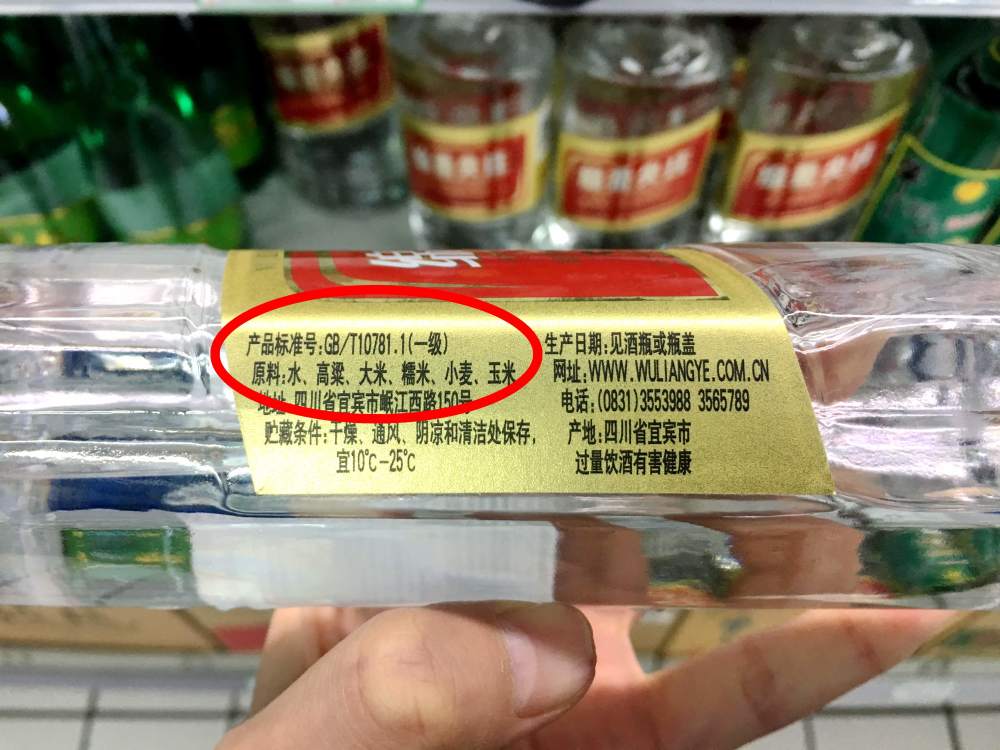 产品标准号:GB/T10781.1(一级)
原料:水、高粱、大米、糯米、小麦、玉米
地址:四川省宜宾市岷江西路150号
贮藏条件:干燥、通风、阴凉和清洁处保存,
宜10℃-25℃
生产日期:见酒瓶或瓶盖
网址:WWW.WULIANGYE.COM.CN
电话:(0831)3553988 3565789
产地:四川省宜宾市
过量饮酒有害健康